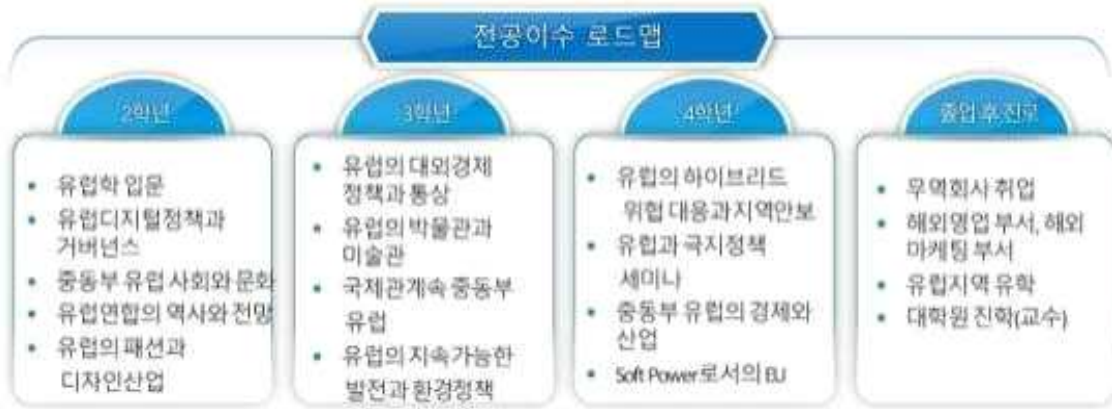 전공이수 로드맵
2학년
• 유럽학 입문
• 유럽디지털정책과
거버넌스
• 중동부 유럽 사회와 문화
• 유럽연합의 역사와 전망
• 유럽의 패션과
디자인산업
3학년
• 유럽의 대외경제
정책과 통상
• 유럽의 박물관과
미술관
• 국제관계속 중동부
유럽
• 유럽의 지속가능한
발전과 환경정책
4학년
• 유럽의 하이브리드
위협 대응과 지역안보
• 유럽과 극지정책
세미나
• 중동부 유럽의 경제와
산업
• Soft Power로서의 EU
졸업 후 진로
• 무역회사 취업
• 해외영업 부서, 해외
마케팅 부서
• 유럽지역 유학
• 대학원 진학(교수)